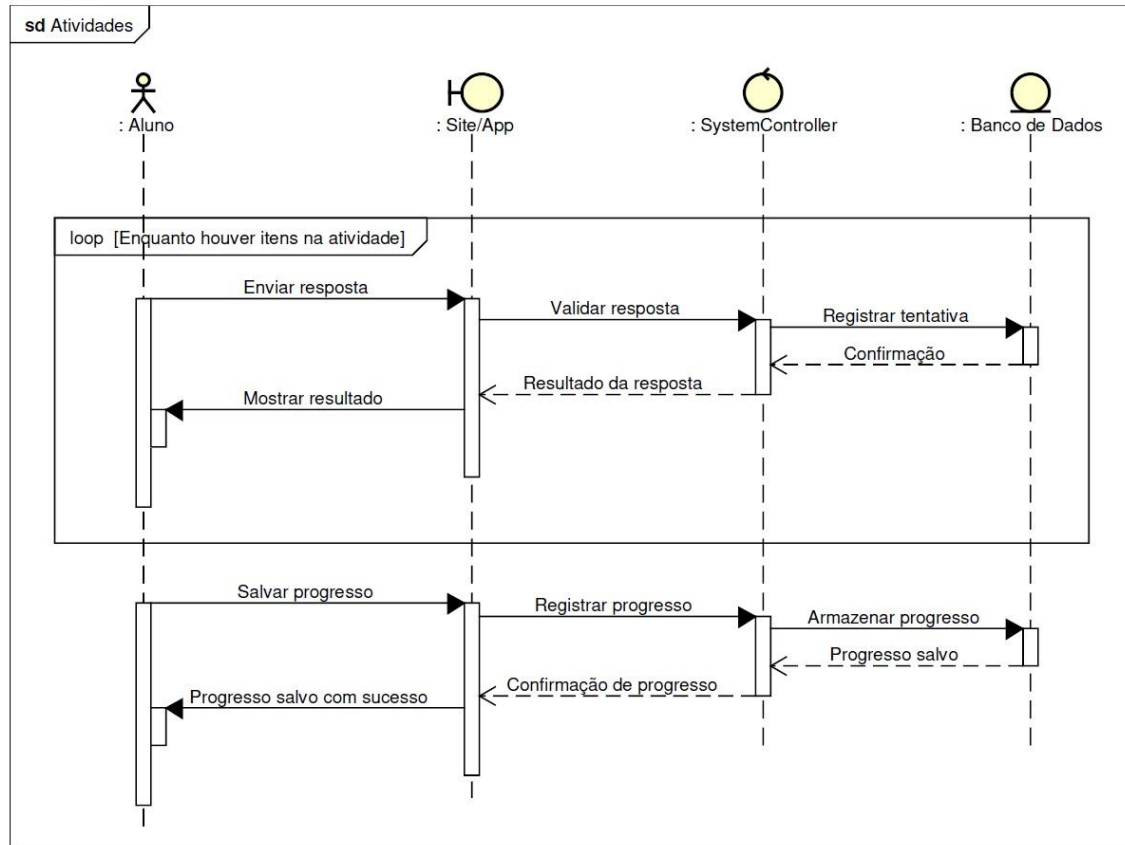 sd Atividades
: Aluno
: Site/App
: SystemController
: Banco de Dados
loop [Enquanto houver itens na atividade]
Enviar resposta
Validar resposta
Registrar tentativa
Confirmação
Resultado da resposta
Mostrar resultado
Salvar progresso
Registrar progresso
Armazenar progresso
Progresso salvo
Confirmação de progresso
Progresso salvo com sucesso